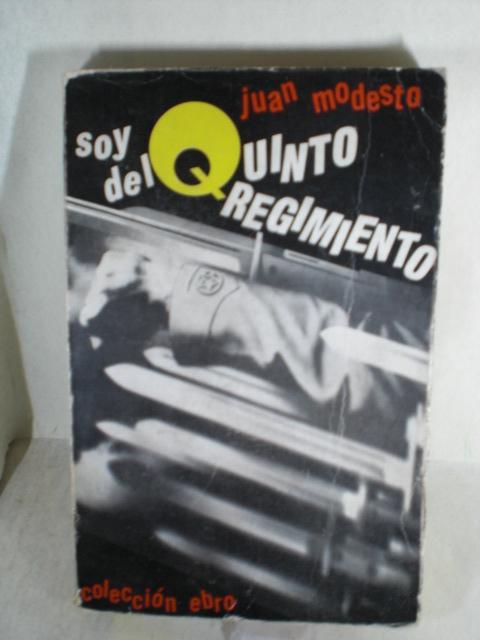 juan modesto
soy del QUINTO
REGIMIENTO
colección ebro